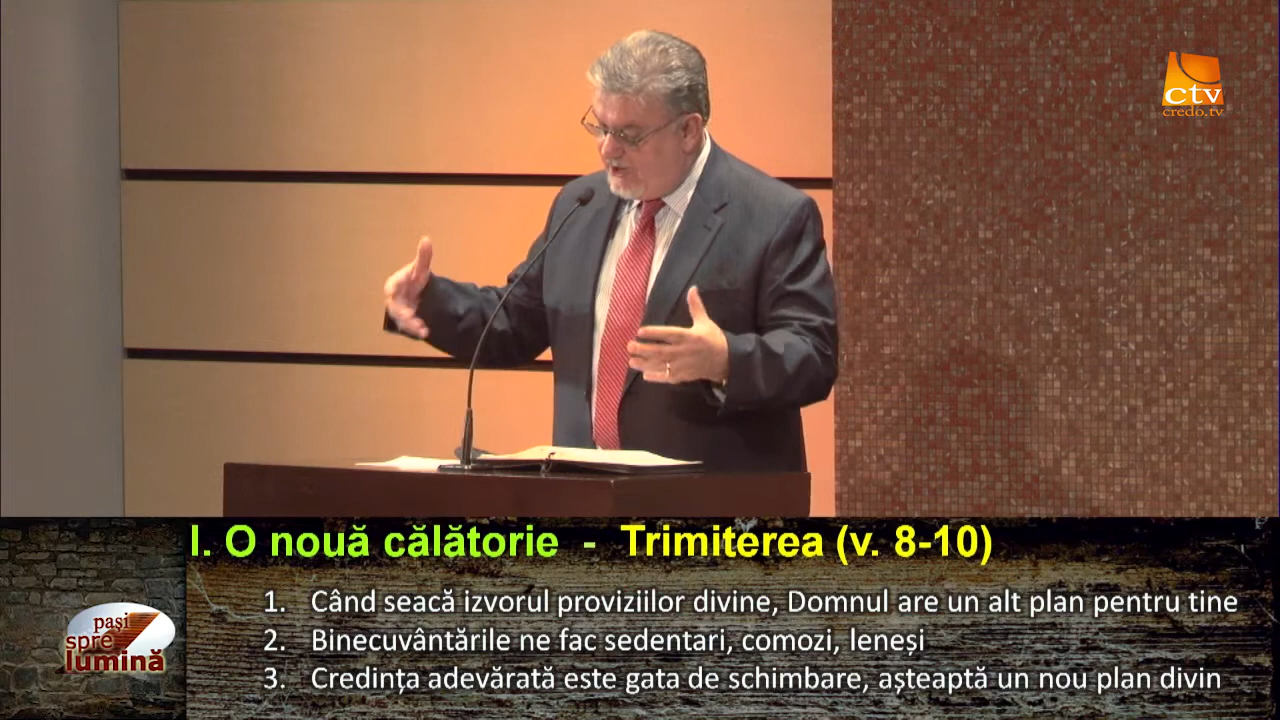 ctv
credo.tv
I. O nouă călătorie - Trimiterea (v. 8-10)
1. Când seacă izvorul proviziilor divine, Domnul are un alt plan pentru tine
2. Binecuvântările ne fac sedentari, comozi, leneși
3. Credința adevărată este gata de schimbare, așteaptă un nou plan divin
pași
spre
lumină